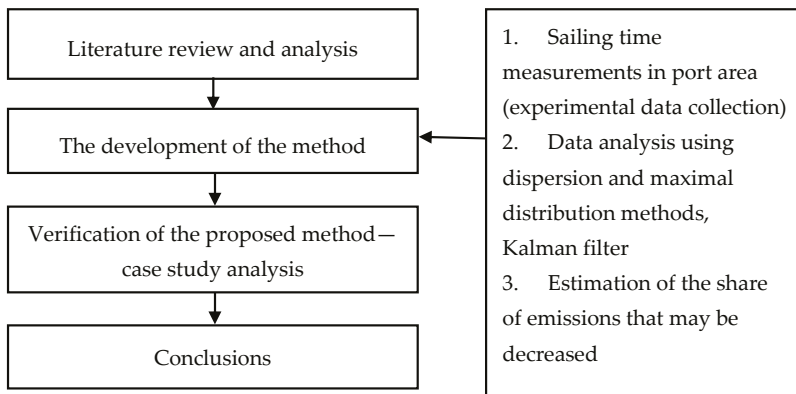 Literature review and analysis
The development of the method
Verification of the proposed method—
case study analysis
Conclusions
1. Sailing time
measurements in port area
(experimental data collection)
2. Data analysis using
dispersion and maximal
distribution methods,
Kalman filter
3. Estimation of the share
of emissions that may be
decreased